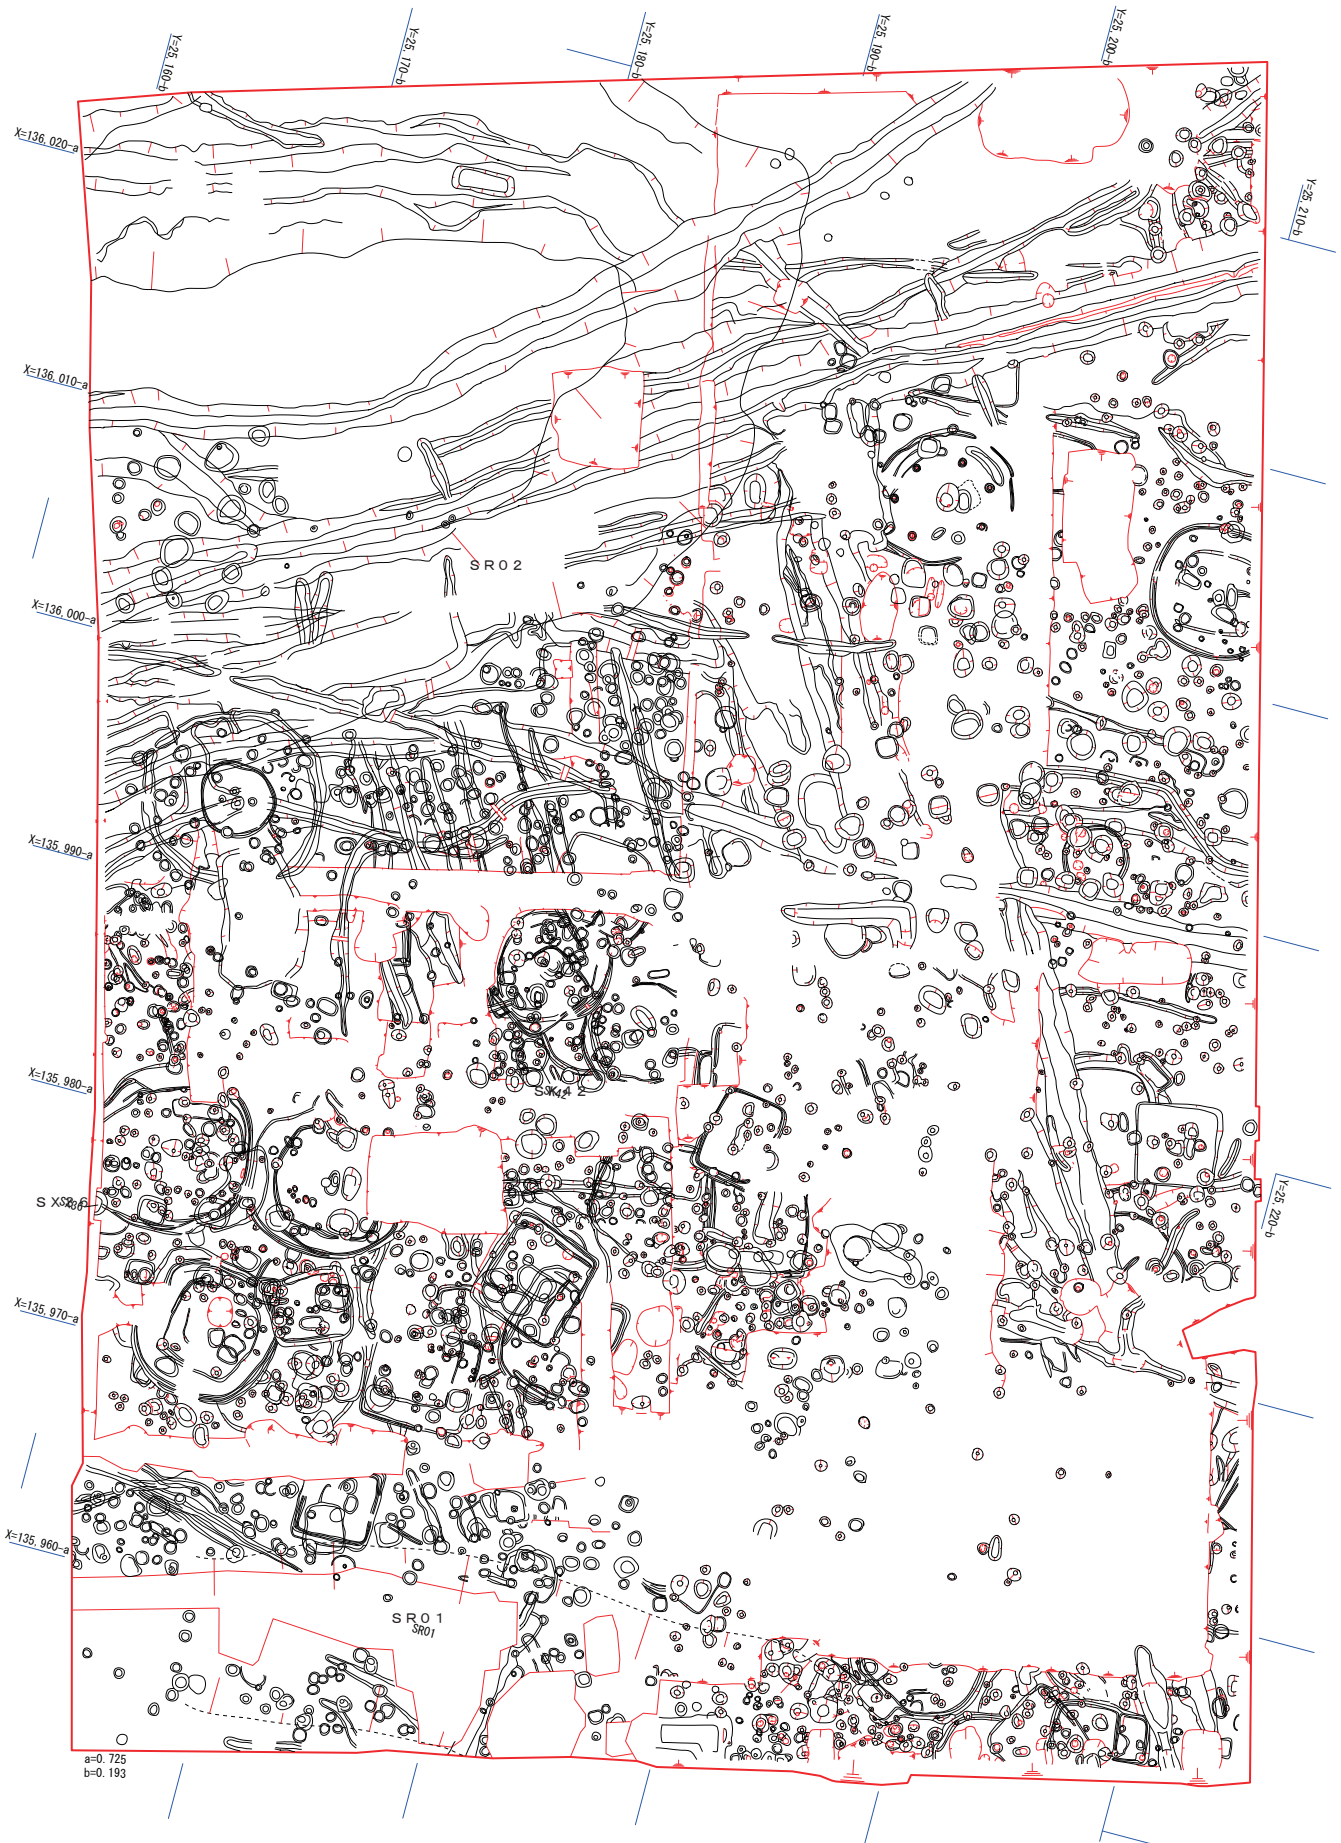 Y=25.160-b
Y=25.170-b
Y=25.180-b
Y=25.190-b
Y=25.200-b
X=136.020-a
Y=25.210-b
X=136.010-a
SR02
X=136.000-a
X=135.990-a
X=135.980-a
SK42
Y=25.220-b
X=135.970-a
X=135.960-a
SR01
SR01
a=0.725
b=0.193